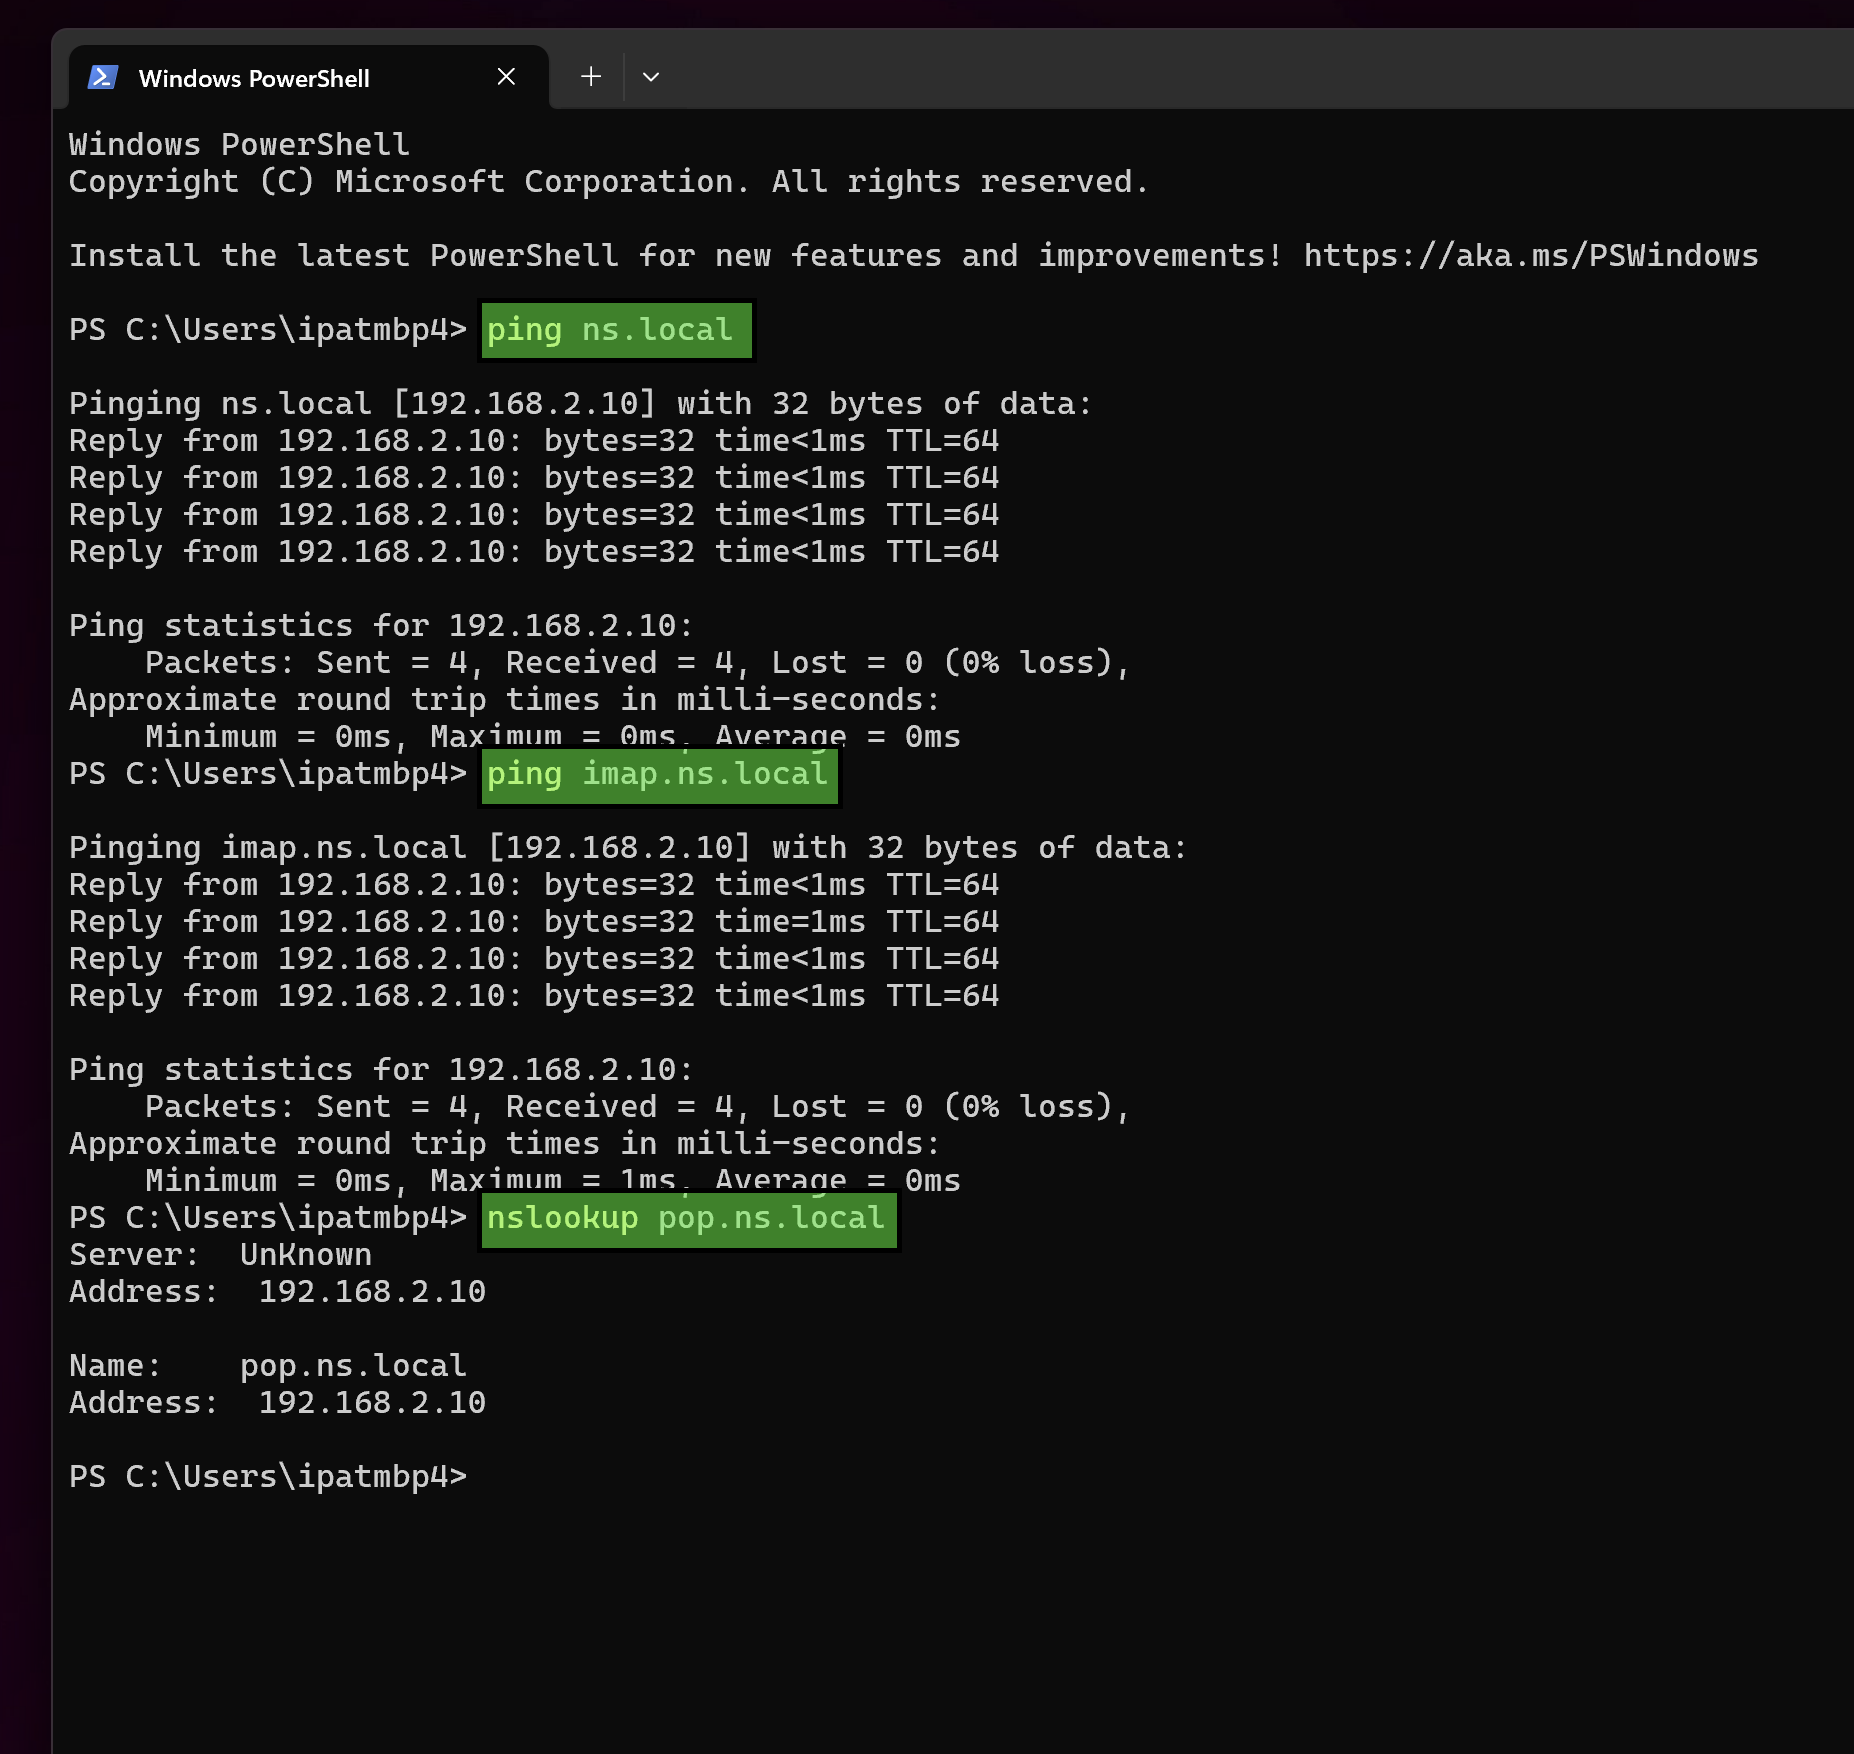 Windows PowerShell
Windows PowerShell
Copyright (C) Microsoft Corporation. All rights reserved.
Install the latest PowerShell for new features and improvements! https://aka.ms/PSWindows
PS C:\Users\ipatmbp4> ping ns.local
Pinging ns.local [192.168.2.10] with 32 bytes of data:
Reply from 192.168.2.10: bytes=32 time<1ms TTL=64
Reply from 192.168.2.10: bytes=32 time<1ms TTL=64
Reply from 192.168.2.10: bytes=32 time<1ms TTL=64
Reply from 192.168.2.10: bytes=32 time<1ms TTL=64
Ping statistics for 192.168.2.10:
    Packets: Sent = 4, Received = 4, Lost = 0 (0% loss),
Approximate round trip times in milli-seconds:
    Minimum = 0ms, Maximum = 0ms, Average = 0ms
PS C:\Users\ipatmbp4> ping imap.ns.local
Pinging imap.ns.local [192.168.2.10] with 32 bytes of data:
Reply from 192.168.2.10: bytes=32 time<1ms TTL=64
Reply from 192.168.2.10: bytes=32 time=1ms TTL=64
Reply from 192.168.2.10: bytes=32 time<1ms TTL=64
Reply from 192.168.2.10: bytes=32 time<1ms TTL=64
Ping statistics for 192.168.2.10:
    Packets: Sent = 4, Received = 4, Lost = 0 (0% loss),
Approximate round trip times in milli-seconds:
    Minimum = 0ms, Maximum = 1ms, Average = 0ms
PS C:\Users\ipatmbp4> nslookup pop.ns.local
Server:  UnKnown
Address:  192.168.2.10
Name:    pop.ns.local
Address:  192.168.2.10
PS C:\Users\ipatmbp4>